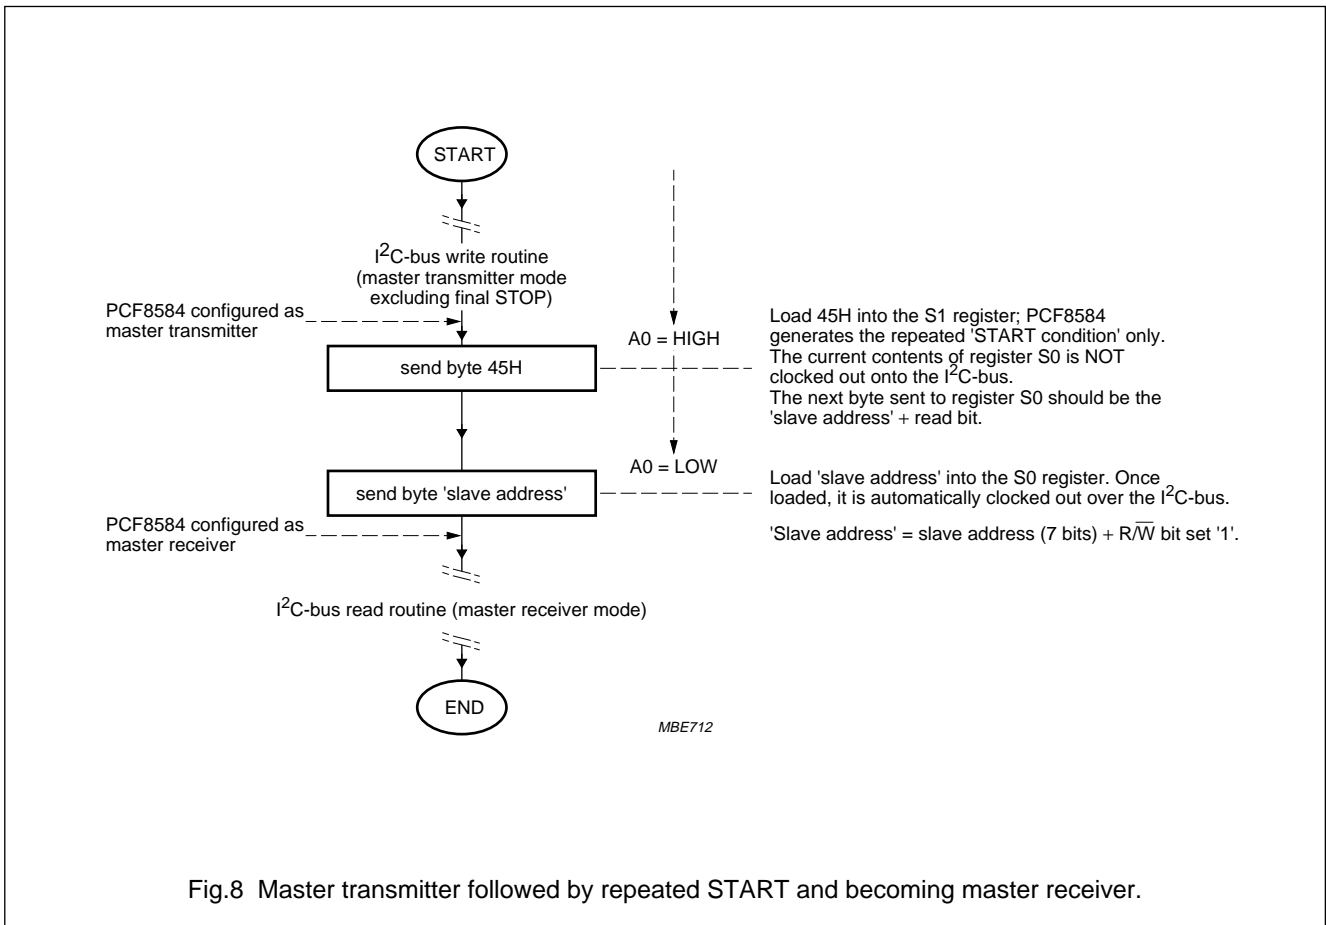 START
I2C-bus write routine
(master transmitter mode
excluding final STOP)
PCF8584 configured as
master transmitter
A0 = HIGH
send byte 45H
Load 45H into the S1 register; PCF8584
generates the repeated 'START condition' only.
The current contents of register S0 is NOT
clocked out onto the I2C-bus.
The next byte sent to register S0 should be the
'slave address' + read bit.
A0 = LOW
send byte 'slave address'
Load 'slave address' into the S0 register. Once
loaded, it is automatically clocked out over the I2C-bus.
'Slave address' = slave address (7 bits) + R/W̅ bit set '1'.
PCF8584 configured as
master receiver
I2C-bus read routine (master receiver mode)
END
MBE712
Fig.8 Master transmitter followed by repeated START and becoming master receiver.